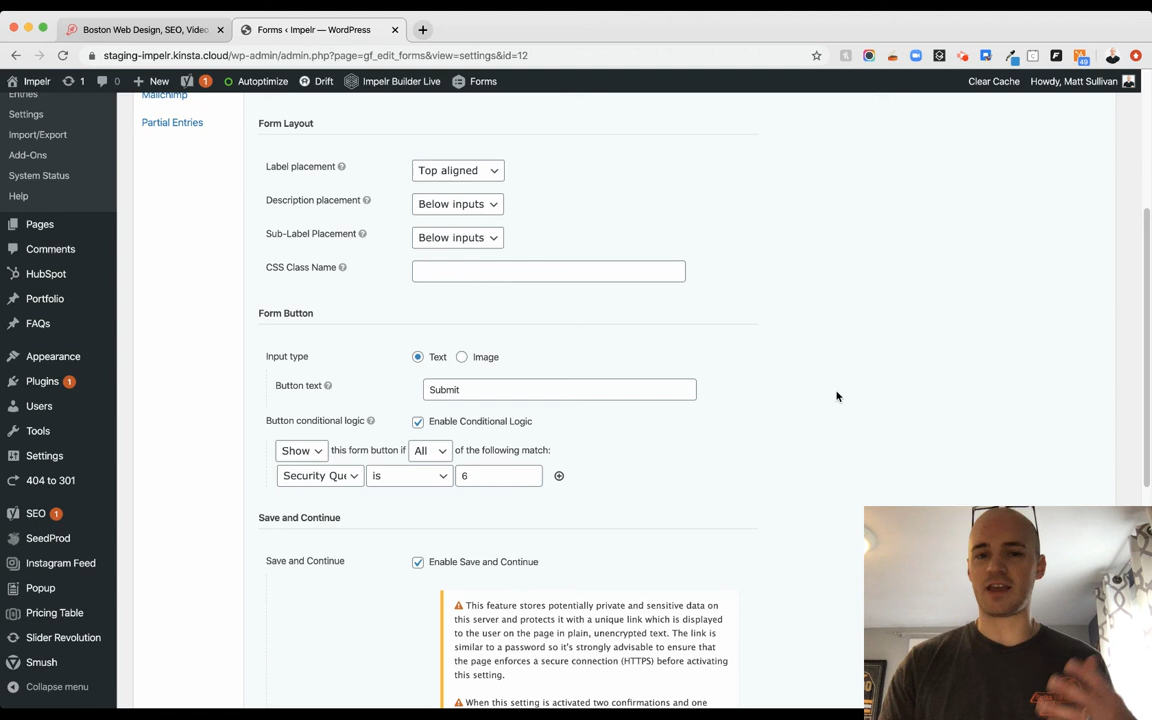 Boston Web Design, SEO, Video
Forms ‹ Impelr — WordPress
staging-impelr.kinsta.cloud/wp-admin/admin.php?page=gf_edit_forms&view=settings&id=12
49
Impelr
1
0
New
1
Autoptimize
Drift
Impelr Builder Live
Forms
Clear Cache
Howdy, Matt Sullivan
Entries
Settings
Import/Export
Add-Ons
System Status
Help
Pages
Comments
HubSpot
Portfolio
FAQs
Appearance
Plugins 1
Users
Tools
Settings
404 to 301
SEO 1
SeedProd
Instagram Feed
Popup
Pricing Table
Slider Revolution
Smush
Collapse menu
Mailchimp
Partial Entries
Form Layout
Label placement
Top aligned
Description placement
Below inputs
Sub-Label Placement
Below inputs
CSS Class Name
Form Button
Input type
Text
Image
Button text
Submit
Button conditional logic
Enable Conditional Logic
Show this form button if All of the following match:
Security Que is 6
Save and Continue
Save and Continue
Enable Save and Continue
This feature stores potentially private and sensitive data on
this server and protects it with a unique link which is displayed
to the user on the page in plain, unencrypted text. The link is
similar to a password so it's strongly advisable to ensure that
the page enforces a secure connection (HTTPS) before activating
this setting.
When this setting is activated two confirmations and one